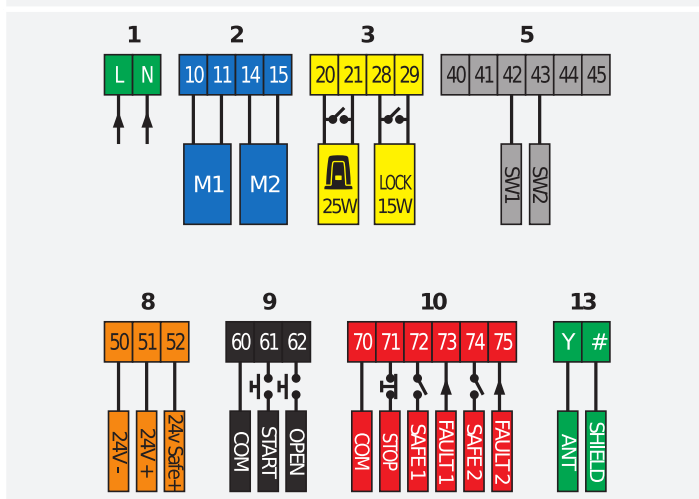 1 2 3 5
L N 10 11 14 15 20 21 28 29 40 41 42 43 44 45
M1 M2 25W LOCK 15W SW1 SW2
8 9 10 13
50 51 52 60 61 62 70 71 72 73 74 75 Y #
24V - 24V + 24v Safe+ COM START OPEN COM STOP SAFE 1 FAULT 1 SAFE 2 FAULT 2 ANT SHIELD